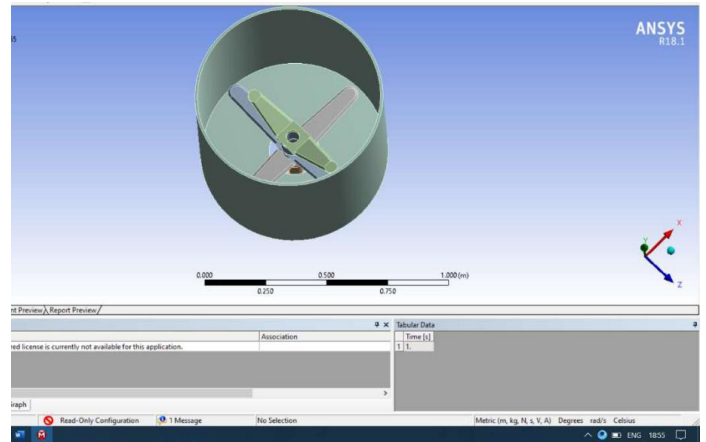 55
ANSYS
R18.1
X
Y
Z
0.000 0.500 1.000 (m)
0.250 0.750
nt Preview Report Preview
Tabular Data
Association
Time [s]
red license is currently not available for this application.
1 1.
Graph
Read-Only Configuration 1 Message No Selection Metric (m, kg, N, s, V, A) Degrees rad/s Celsius
ENG 18:55